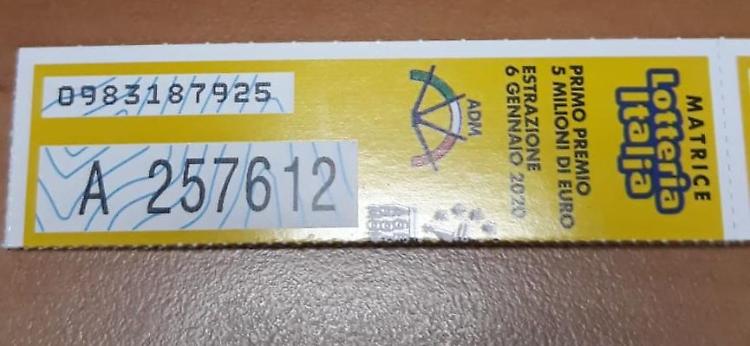 0983187925
A 257612
ADM
PRIMO PREMIO
5 MILIONI DI EURO
ESTRAZIONE
6 GENNAIO 2020
MATRICE
Lotteria
Italia